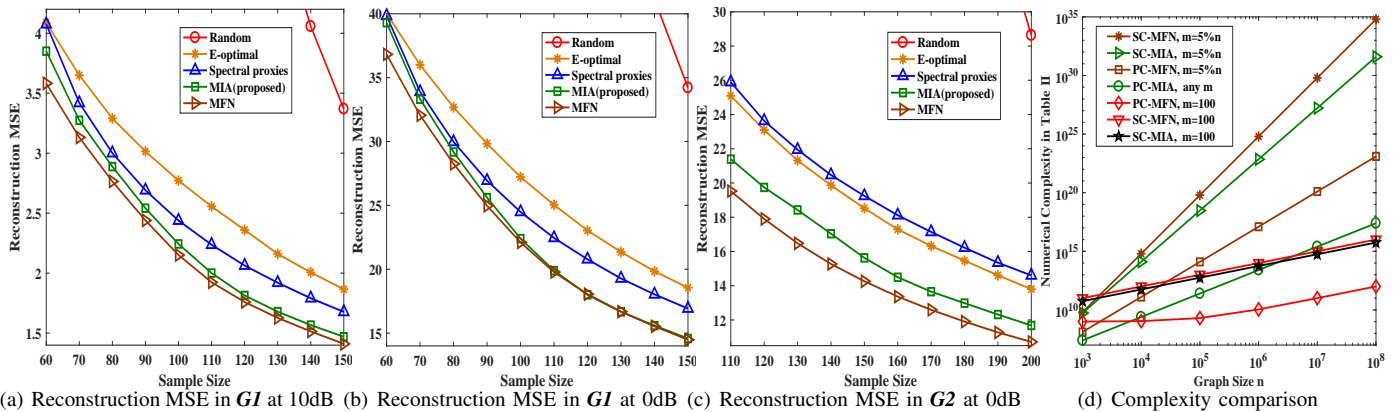 4
3.5
3
2.5
2
1.5
60 70 80 90 100 110 120 130 140 150
Reconstruction MSE
Sample Size
Random
E-optimal
Spectral proxies
MIA(proposed)
MFN
(a) Reconstruction MSE in G1 at 10dB
40
35
30
25
20
15
60 70 80 90 100 110 120 130 140 150
Reconstruction MSE
Sample Size
Random
E-optimal
Spectral proxies
MIA(proposed)
MFN
(b) Reconstruction MSE in G1 at 0dB
30
28
26
24
22
20
18
16
14
12
110 120 130 140 150 160 170 180 190 200
Reconstruction MSE
Sample Size
Random
E-optimal
Spectral proxies
MIA(proposed)
MFN
(c) Reconstruction MSE in G2 at 0dB
10^35
10^30
10^25
10^20
10^15
10^10
10^3 10^4 10^5 10^6 10^7 10^8
Numerical Complexity in Table II
Graph Size n
SC-MFN, m=5%n
SC-MIA, m=5%n
PC-MFN, m=5%n
PC-MIA, any m
PC-MFN, m=100
SC-MFN, m=100
SC-MIA, m=100
(d) Complexity comparison